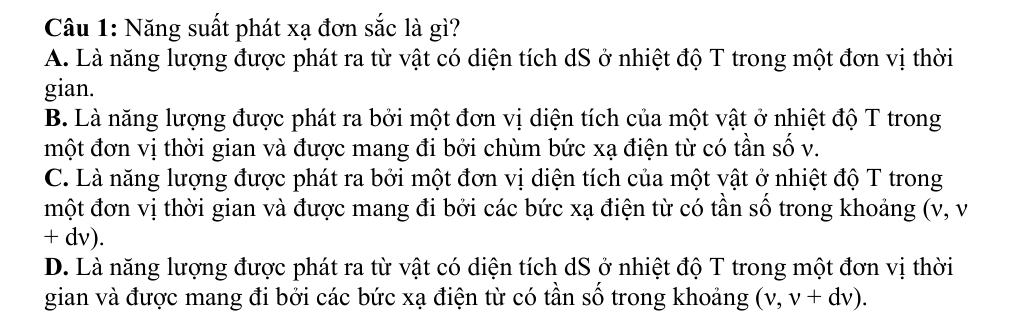 Câu 1: Năng suất phát xạ đơn sắc là gì?
A. Là năng lượng được phát ra từ vật có diện tích dS ở nhiệt độ T trong một đơn vị thời
gian.
B. Là năng lượng được phát ra bởi một đơn vị diện tích của một vật ở nhiệt độ T trong
một đơn vị thời gian và được mang đi bởi chùm bức xạ điện từ có tần số ν.
C. Là năng lượng được phát ra bởi một đơn vị diện tích của một vật ở nhiệt độ T trong
một đơn vị thời gian và được mang đi bởi các bức xạ điện từ có tần số trong khoảng (ν, ν
+ dν).
D. Là năng lượng được phát ra từ vật có diện tích dS ở nhiệt độ T trong một đơn vị thời
gian và được mang đi bởi các bức xạ điện từ có tần số trong khoảng (ν, ν + dν).